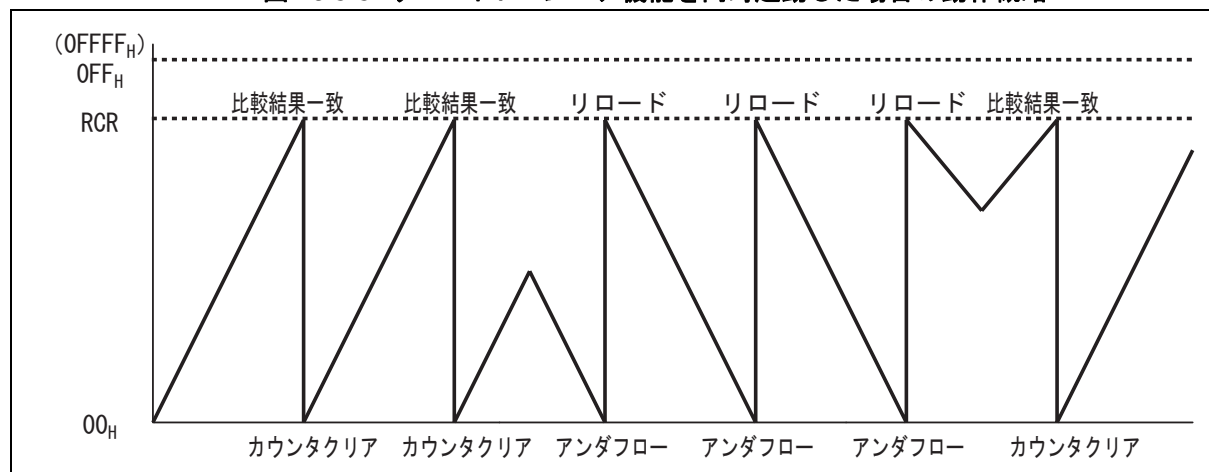 (0FFFF_H)
0FF_H
比較結果一致 比較結果一致 リロード リロード リロード 比較結果一致
RCR
00_H
カウンタクリア カウンタクリア アンダフロー アンダフロー アンダフロー カウンタクリア